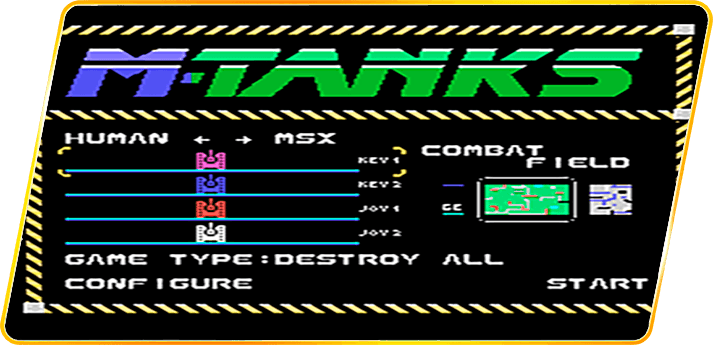 M-TANKS
HUMAN ← → MSX
KEY1
KEY2
JOY1
JOY2
COMBAT
FIELD
GAME TYPE:DESTROY ALL
CONFIGURE
START